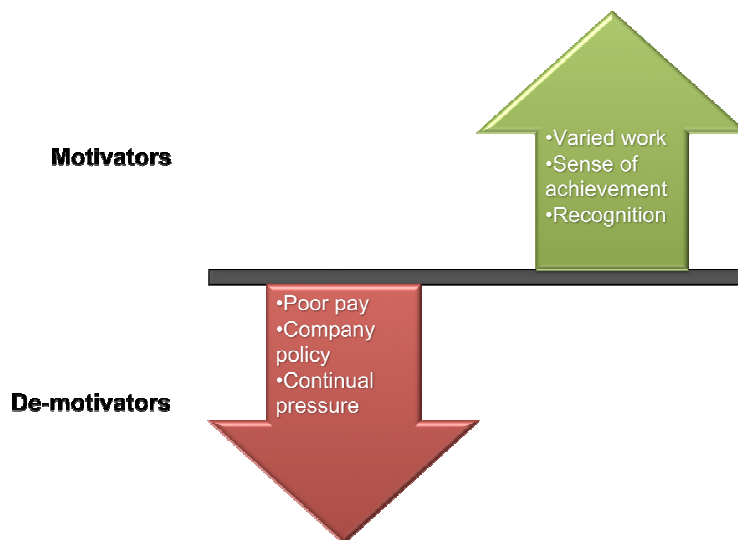 Motivators
•Varied work
•Sense of
achievement
•Recognition
•Poor pay
•Company
policy
•Continual
pressure
De-motivators